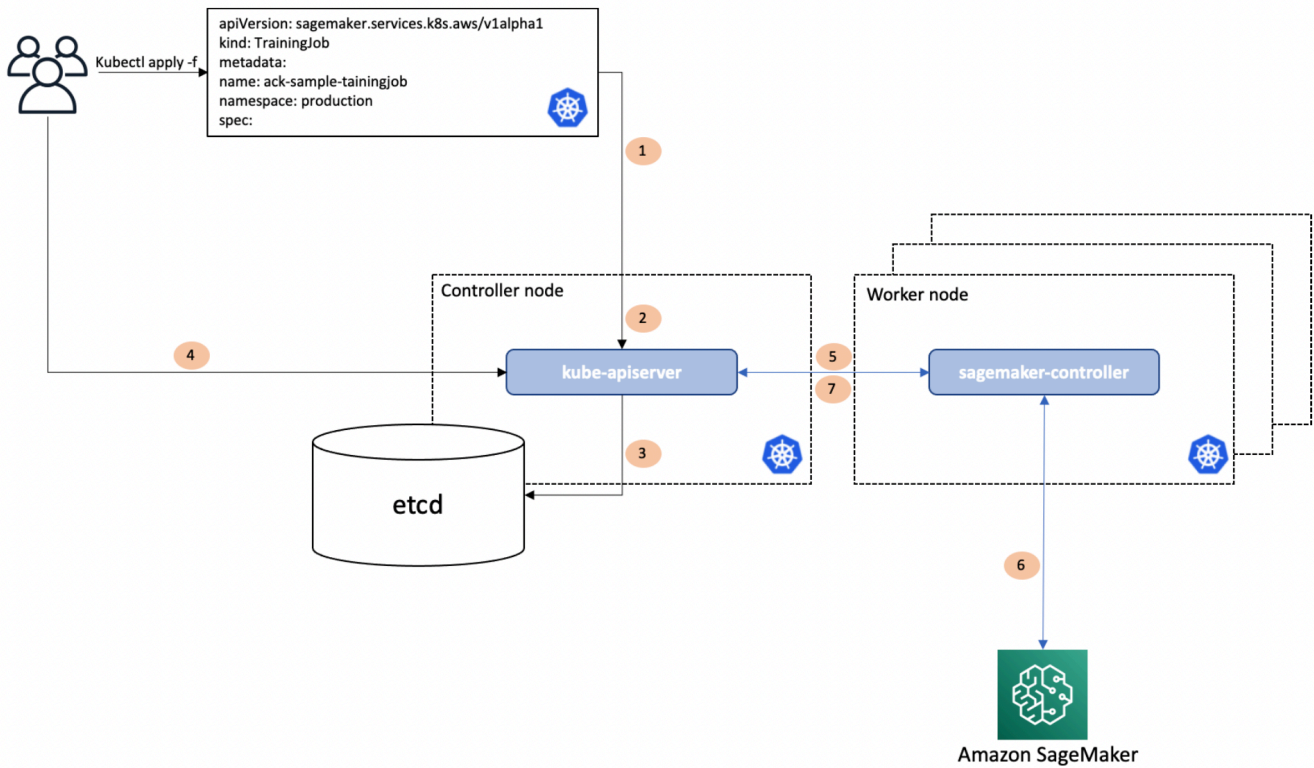 Kubectl apply -f
apiVersion: sagemaker.services.k8s.aws/v1alpha1
kind: TrainingJob
metadata:
name: ack-sample-tainingjob
namespace: production
spec:
1
Controller node
Worker node
2
4
kube-apiserver
5
7
sagemaker-controller
3
etcd
6
Amazon SageMaker